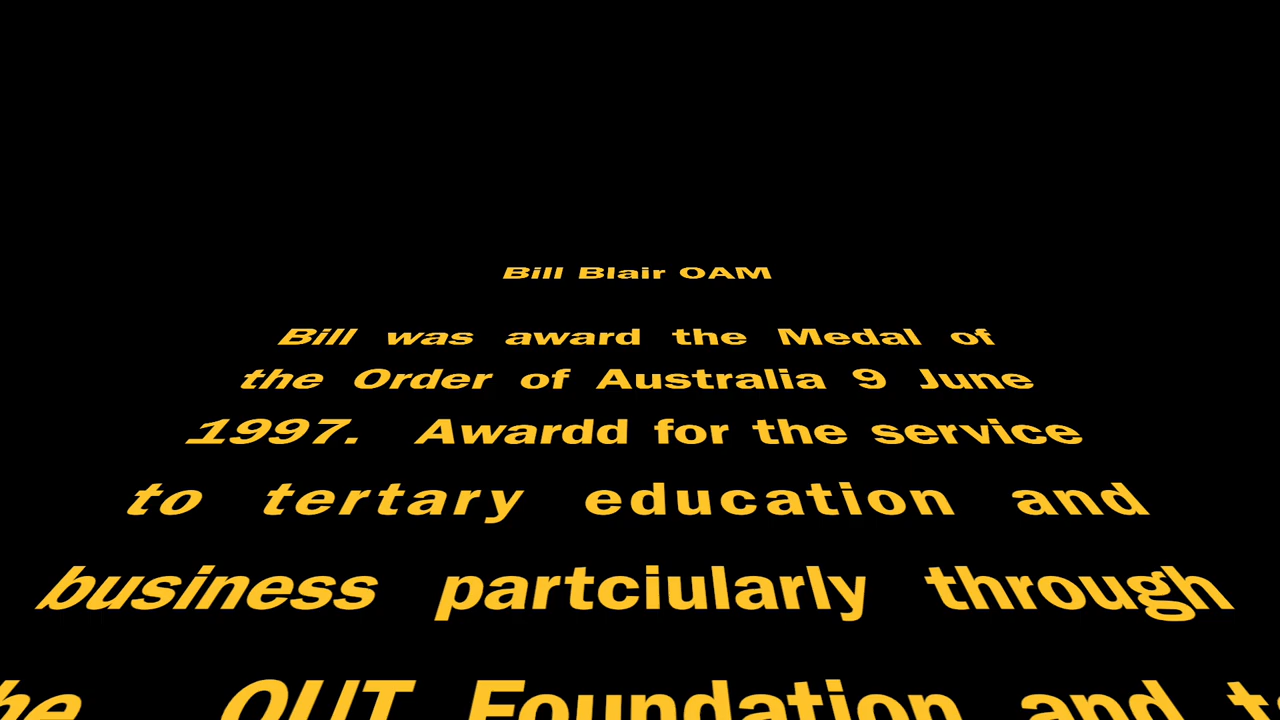 Bill Blair OAM
Bill was award the Medal of
the Order of Australia 9 June
1997. Awardd for the service
to tertary education and
business partciularly through
he QUT Foundation and t